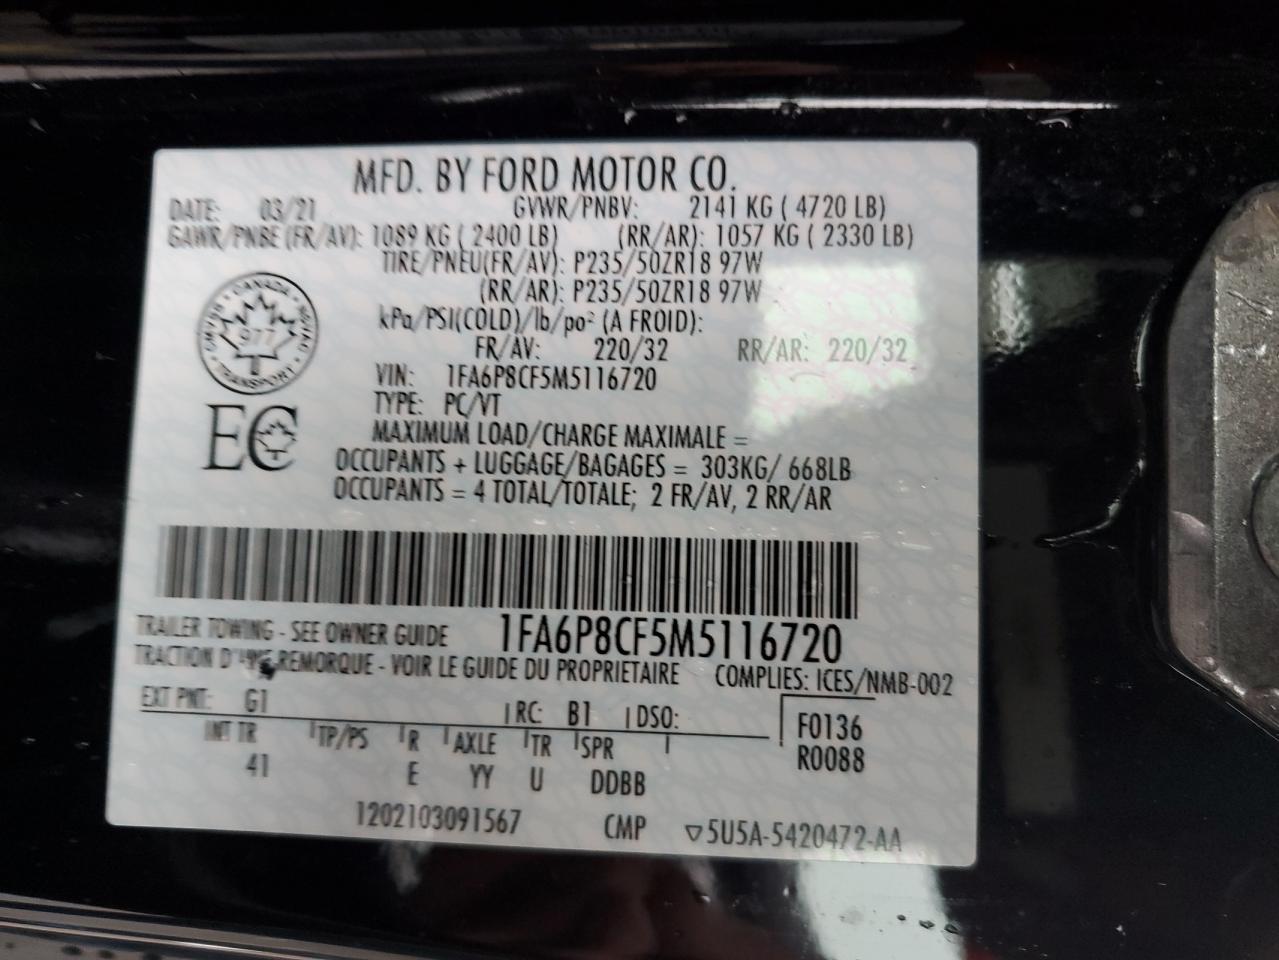 MFD. BY FORD MOTOR CO.
DATE: 03/21 GVWR/PNBV: 2141 KG ( 4720 LB)
GAWR/PNBE (FR/AV): 1089 KG ( 2400 LB) (RR/AR): 1057 KG ( 2330 LB)
TIRE/PNEU(FR/AV): P235/50ZR18 97W
(RR/AR): P235/50ZR18 97W
kPa/PSI(COLD)/lb/po² (A FROID):
FR/AV: 220/32 RR/AR: 220/32
CANADA
977
TRANSPORT
VIN: 1FA6P8CF5M5116720
TYPE: PC/VT
EC
MAXIMUM LOAD/CHARGE MAXIMALE =
OCCUPANTS + LUGGAGE/BAGAGES = 303KG/ 668LB
OCCUPANTS = 4 TOTAL/TOTALE; 2 FR/AV, 2 RR/AR
TRAILER TOWING - SEE OWNER GUIDE 1FA6P8CF5M5116720
TRACTION D'UNE REMORQUE - VOIR LE GUIDE DU PROPRIETAIRE COMPLIES: ICES/NMB-002
EXT PNT: G1 RC: B1 DSO: F0136
INT TR TP/PS R AXLE TR SPR R0088
41 E YY U DDBB
1202103091567 CMP ▽5U5A-5420472-AA